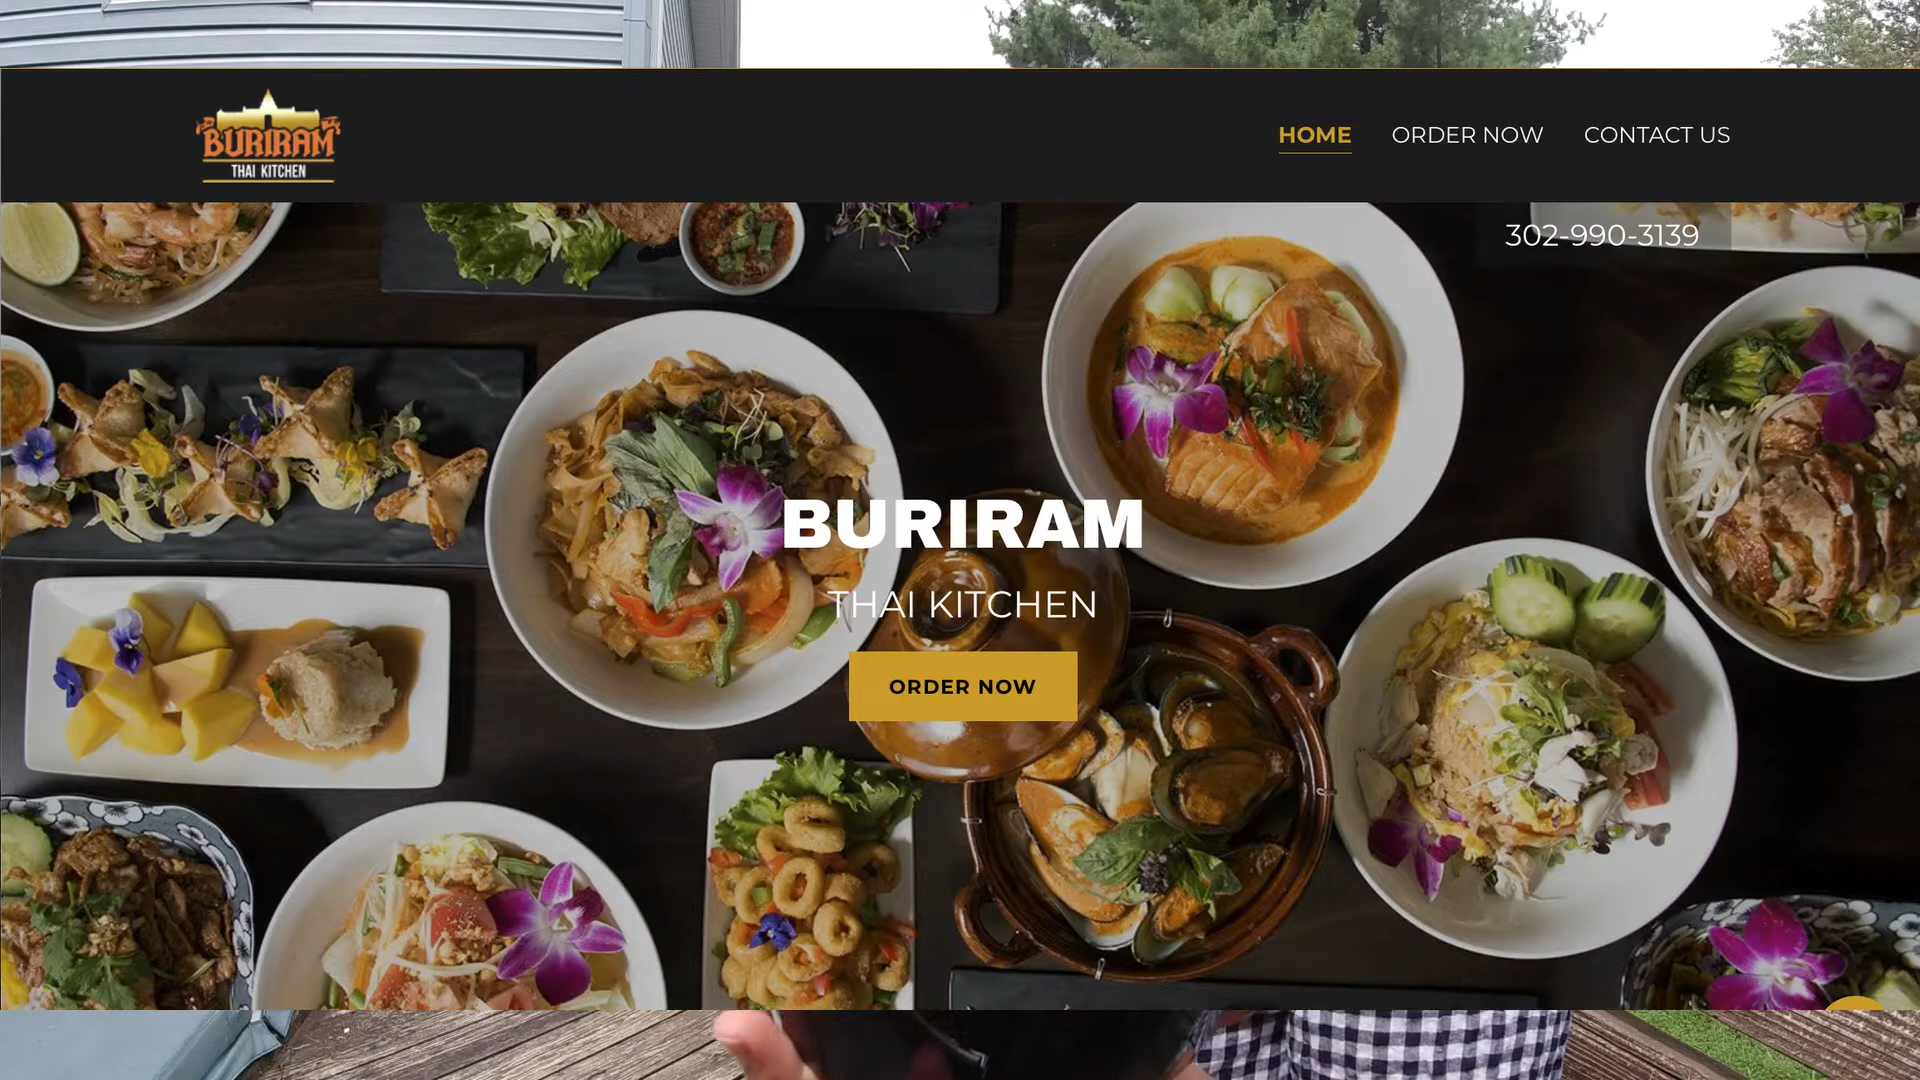 BURIRAM
THAI KITCHEN
HOME
ORDER NOW
CONTACT US
302-990-3139
BURIRAM
THAI KITCHEN
ORDER NOW